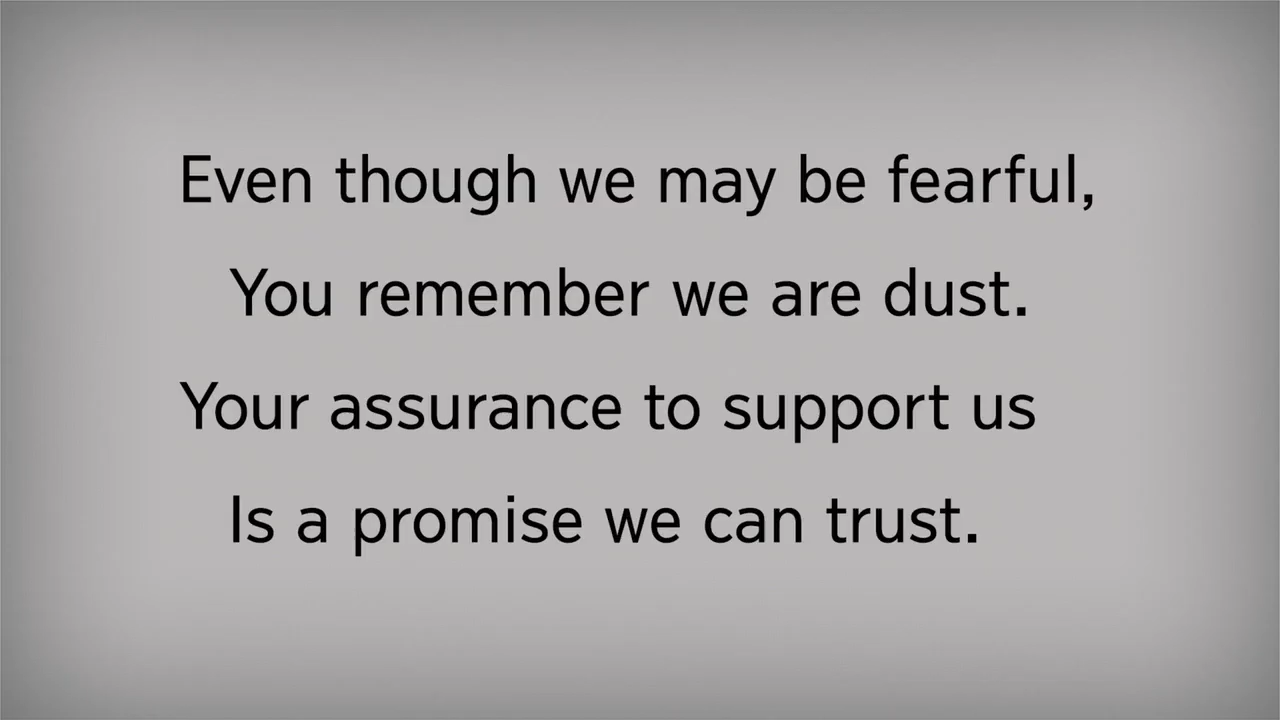 Even though we may be fearful,
You remember we are dust.
Your assurance to support us
Is a promise we can trust.